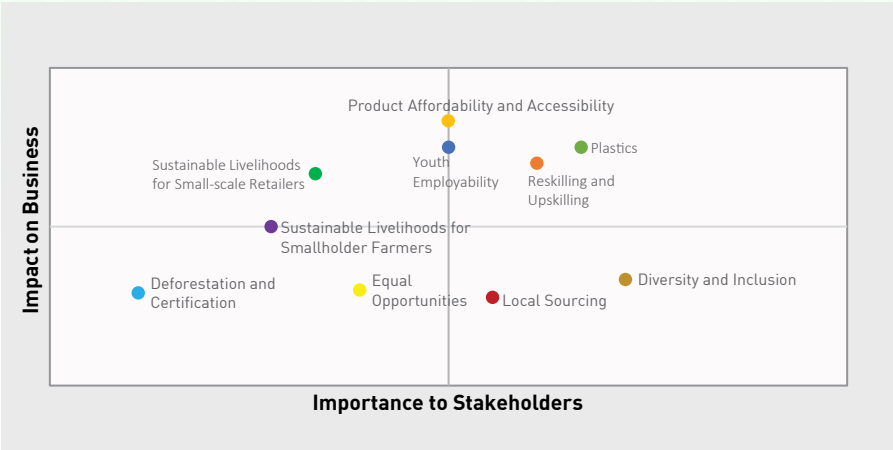 Product Affordability and Accessibility
Plastics
Youth
Employability
Sustainable Livelihoods
for Small-scale Retailers
Reskilling and
Upskilling
Sustainable Livelihoods for
Smallholder Farmers
Deforestation and
Certification
Equal
Opportunities
Local Sourcing
Diversity and Inclusion
Impact on Business
Importance to Stakeholders